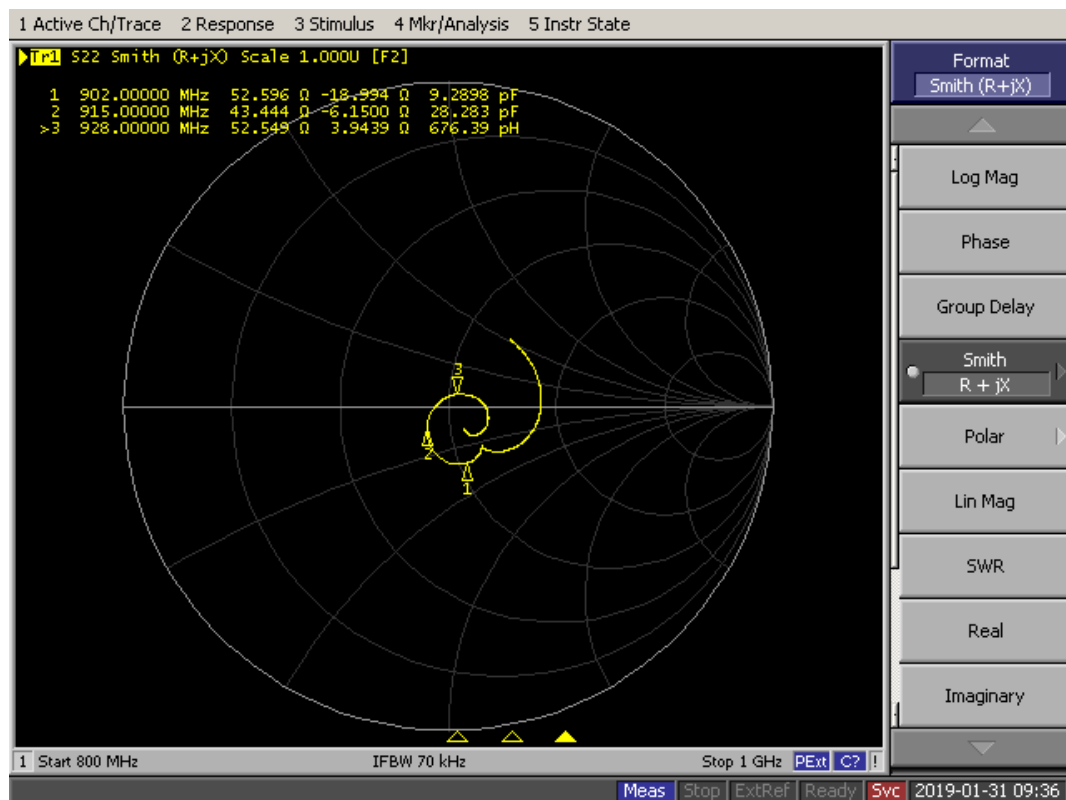 1 Active Ch/Trace 2 Response 3 Stimulus 4 Mkr/Analysis 5 Instr State
Tr1 S22 Smith (R+jX) Scale 1.000U [F2]
1 902.00000 MHz 52.596 Ω -18.994 Ω 9.2898 pF
2 915.00000 MHz 43.444 Ω -6.1500 Ω 28.283 pF
>3 928.00000 MHz 52.549 Ω 3.9439 Ω 676.39 pH
3
2
1
Format
Smith (R+jX)
Log Mag
Phase
Group Delay
Smith
R + jX
Polar
Lin Mag
SWR
Real
Imaginary
1 Start 800 MHz IFBW 70 kHz Stop 1 GHz PExt C? !
Meas Stop ExtRef Ready Svc 2019-01-31 09:36